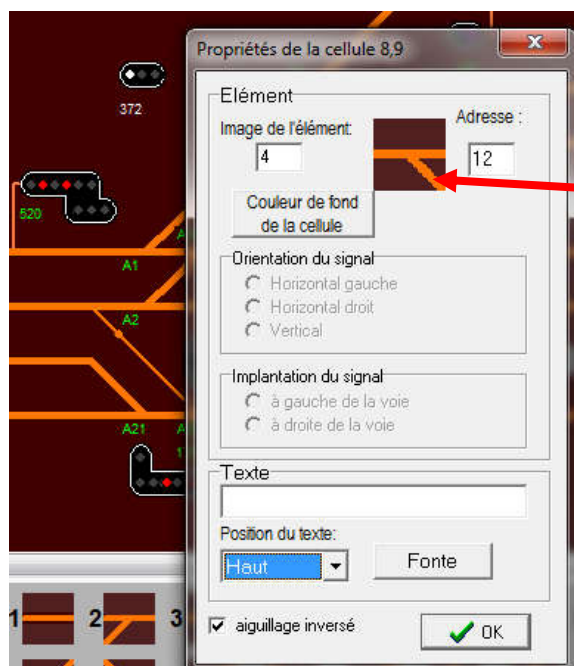 Propriétés de la cellule 8,9
Elément
Image de l'élément:
Adresse :
4
12
Couleur de fond
de la cellule
Orientation du signal
Horizontal gauche
Horizontal droit
Vertical
Implantation du signal
à gauche de la voie
à droite de la voie
Texte
Position du texte:
Haut
Fonte
aiguillage inversé
OK
372
520
A1
A2
A21
1
2
3